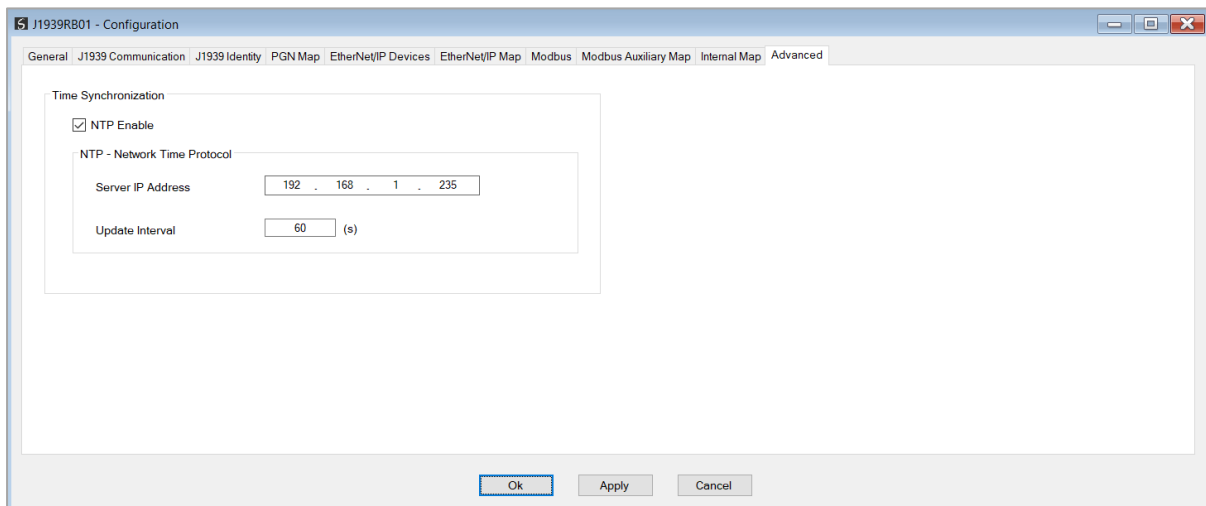 J1939RB01 - Configuration
General J1939 Communication J1939 Identity PGN Map EtherNet/IP Devices EtherNet/IP Map Modbus Modbus Auxiliary Map Internal Map Advanced
Time Synchronization
NTP Enable
NTP - Network Time Protocol
Server IP Address 192 . 168 . 1 . 235
Update Interval 60 (s)
Ok Apply Cancel